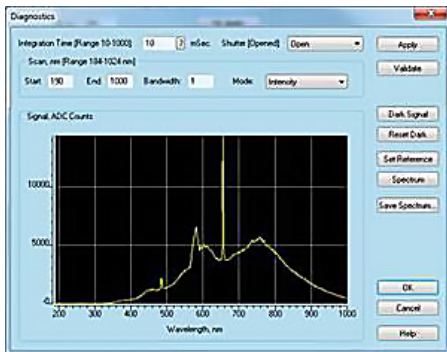 Diagnostics
Integration Time [Range 10-1000]: 10 mSec. Shutter [Opened]: Open
Apply
Scan, nm [Range 184-1024 nm]
Validate
Start: 190 End: 1000 Bandwidth: 1 Mode: Intensity
Signal, ADC Counts
Dark Signal
Reset Dark
Set Reference
Spectrum
Save Spectrum...
10000
5000
0
200 300 400 500 600 700 800 900 1000
Wavelength, nm
OK
Cancel
Help